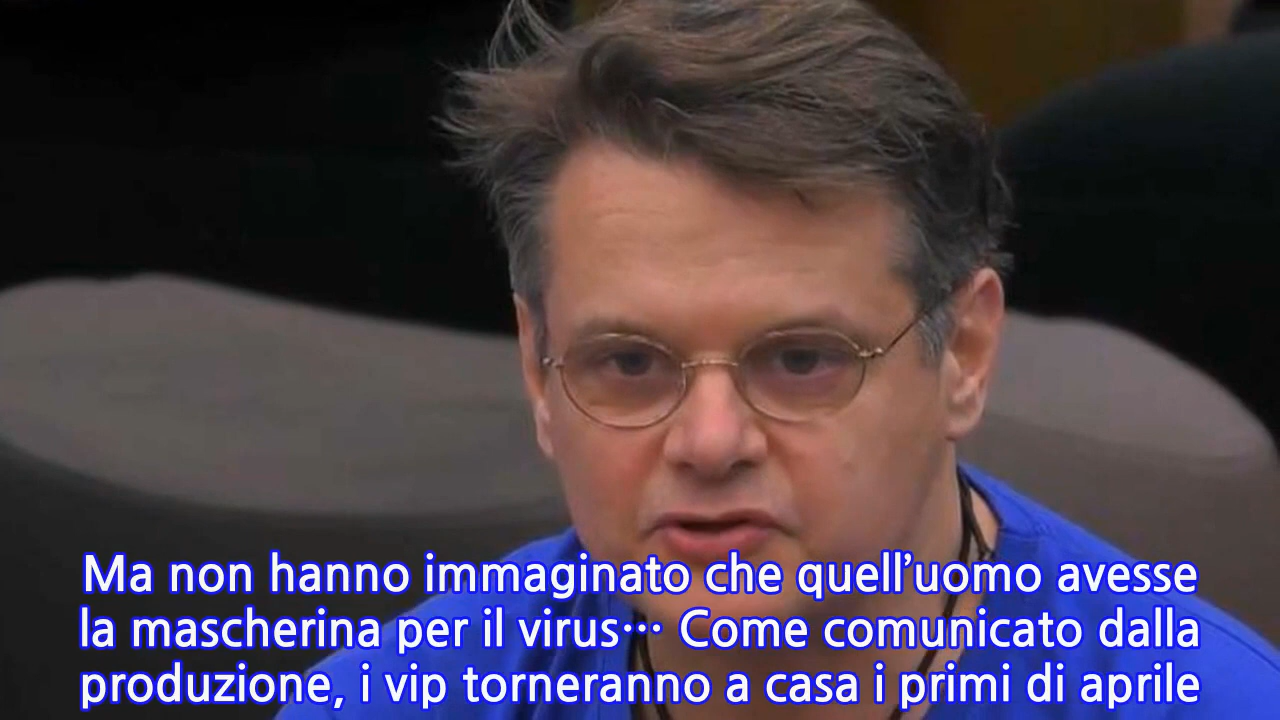 Ma non hanno immaginato che quell'uomo avesse
la mascherina per il virus… Come comunicato dalla
produzione, i vip torneranno a casa i primi di aprile